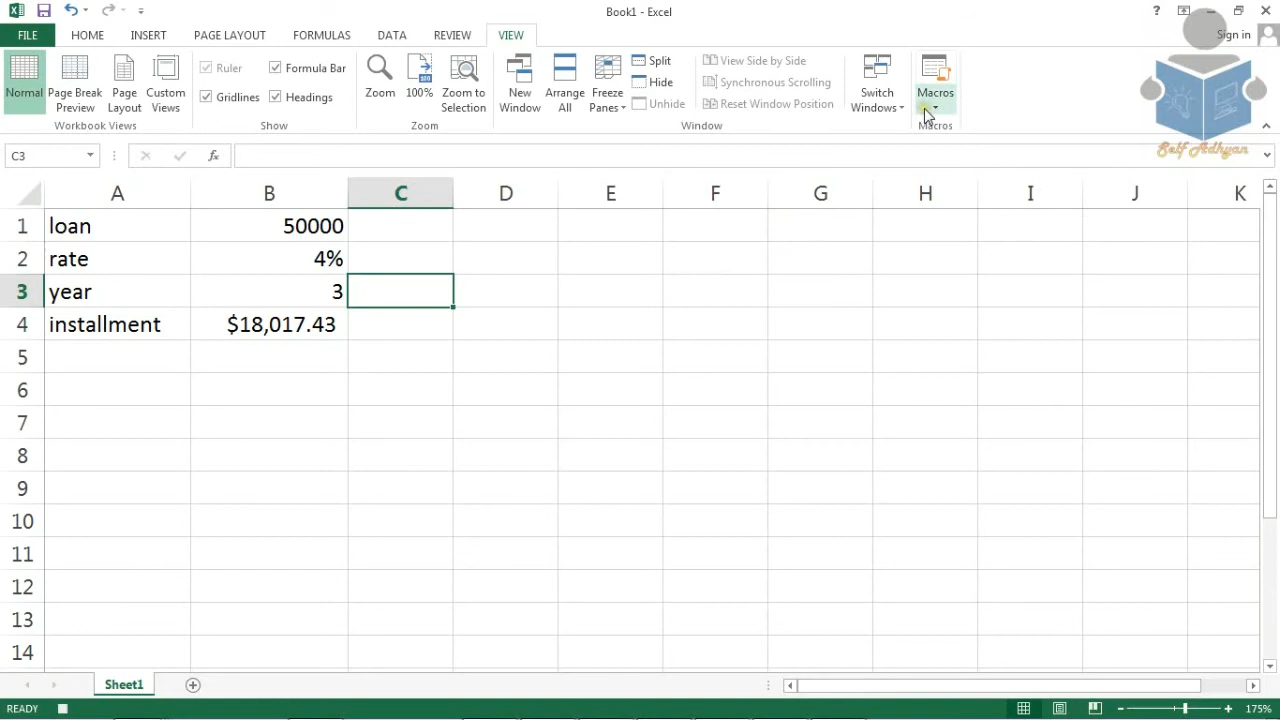 Book1 - Excel
?
Sign in
FILE HOME INSERT PAGE LAYOUT FORMULAS DATA REVIEW VIEW
Normal
Page Break Preview
Page Layout
Custom Views
Ruler
Formula Bar
Gridlines
Headings
Zoom
100%
Zoom to Selection
New Window
Arrange All
Freeze Panes
Split
Hide
Unhide
View Side by Side
Synchronous Scrolling
Reset Window Position
Switch Windows
Macros
Workbook Views Show Zoom Window Macros
Self Adhyan
C3 fx
A B C D E F G H I J K
1 loan 50000
2 rate 4%
3 year 3
4 installment $18,017.43
5
6
7
8
9
10
11
12
13
14
Sheet1
READY 175%